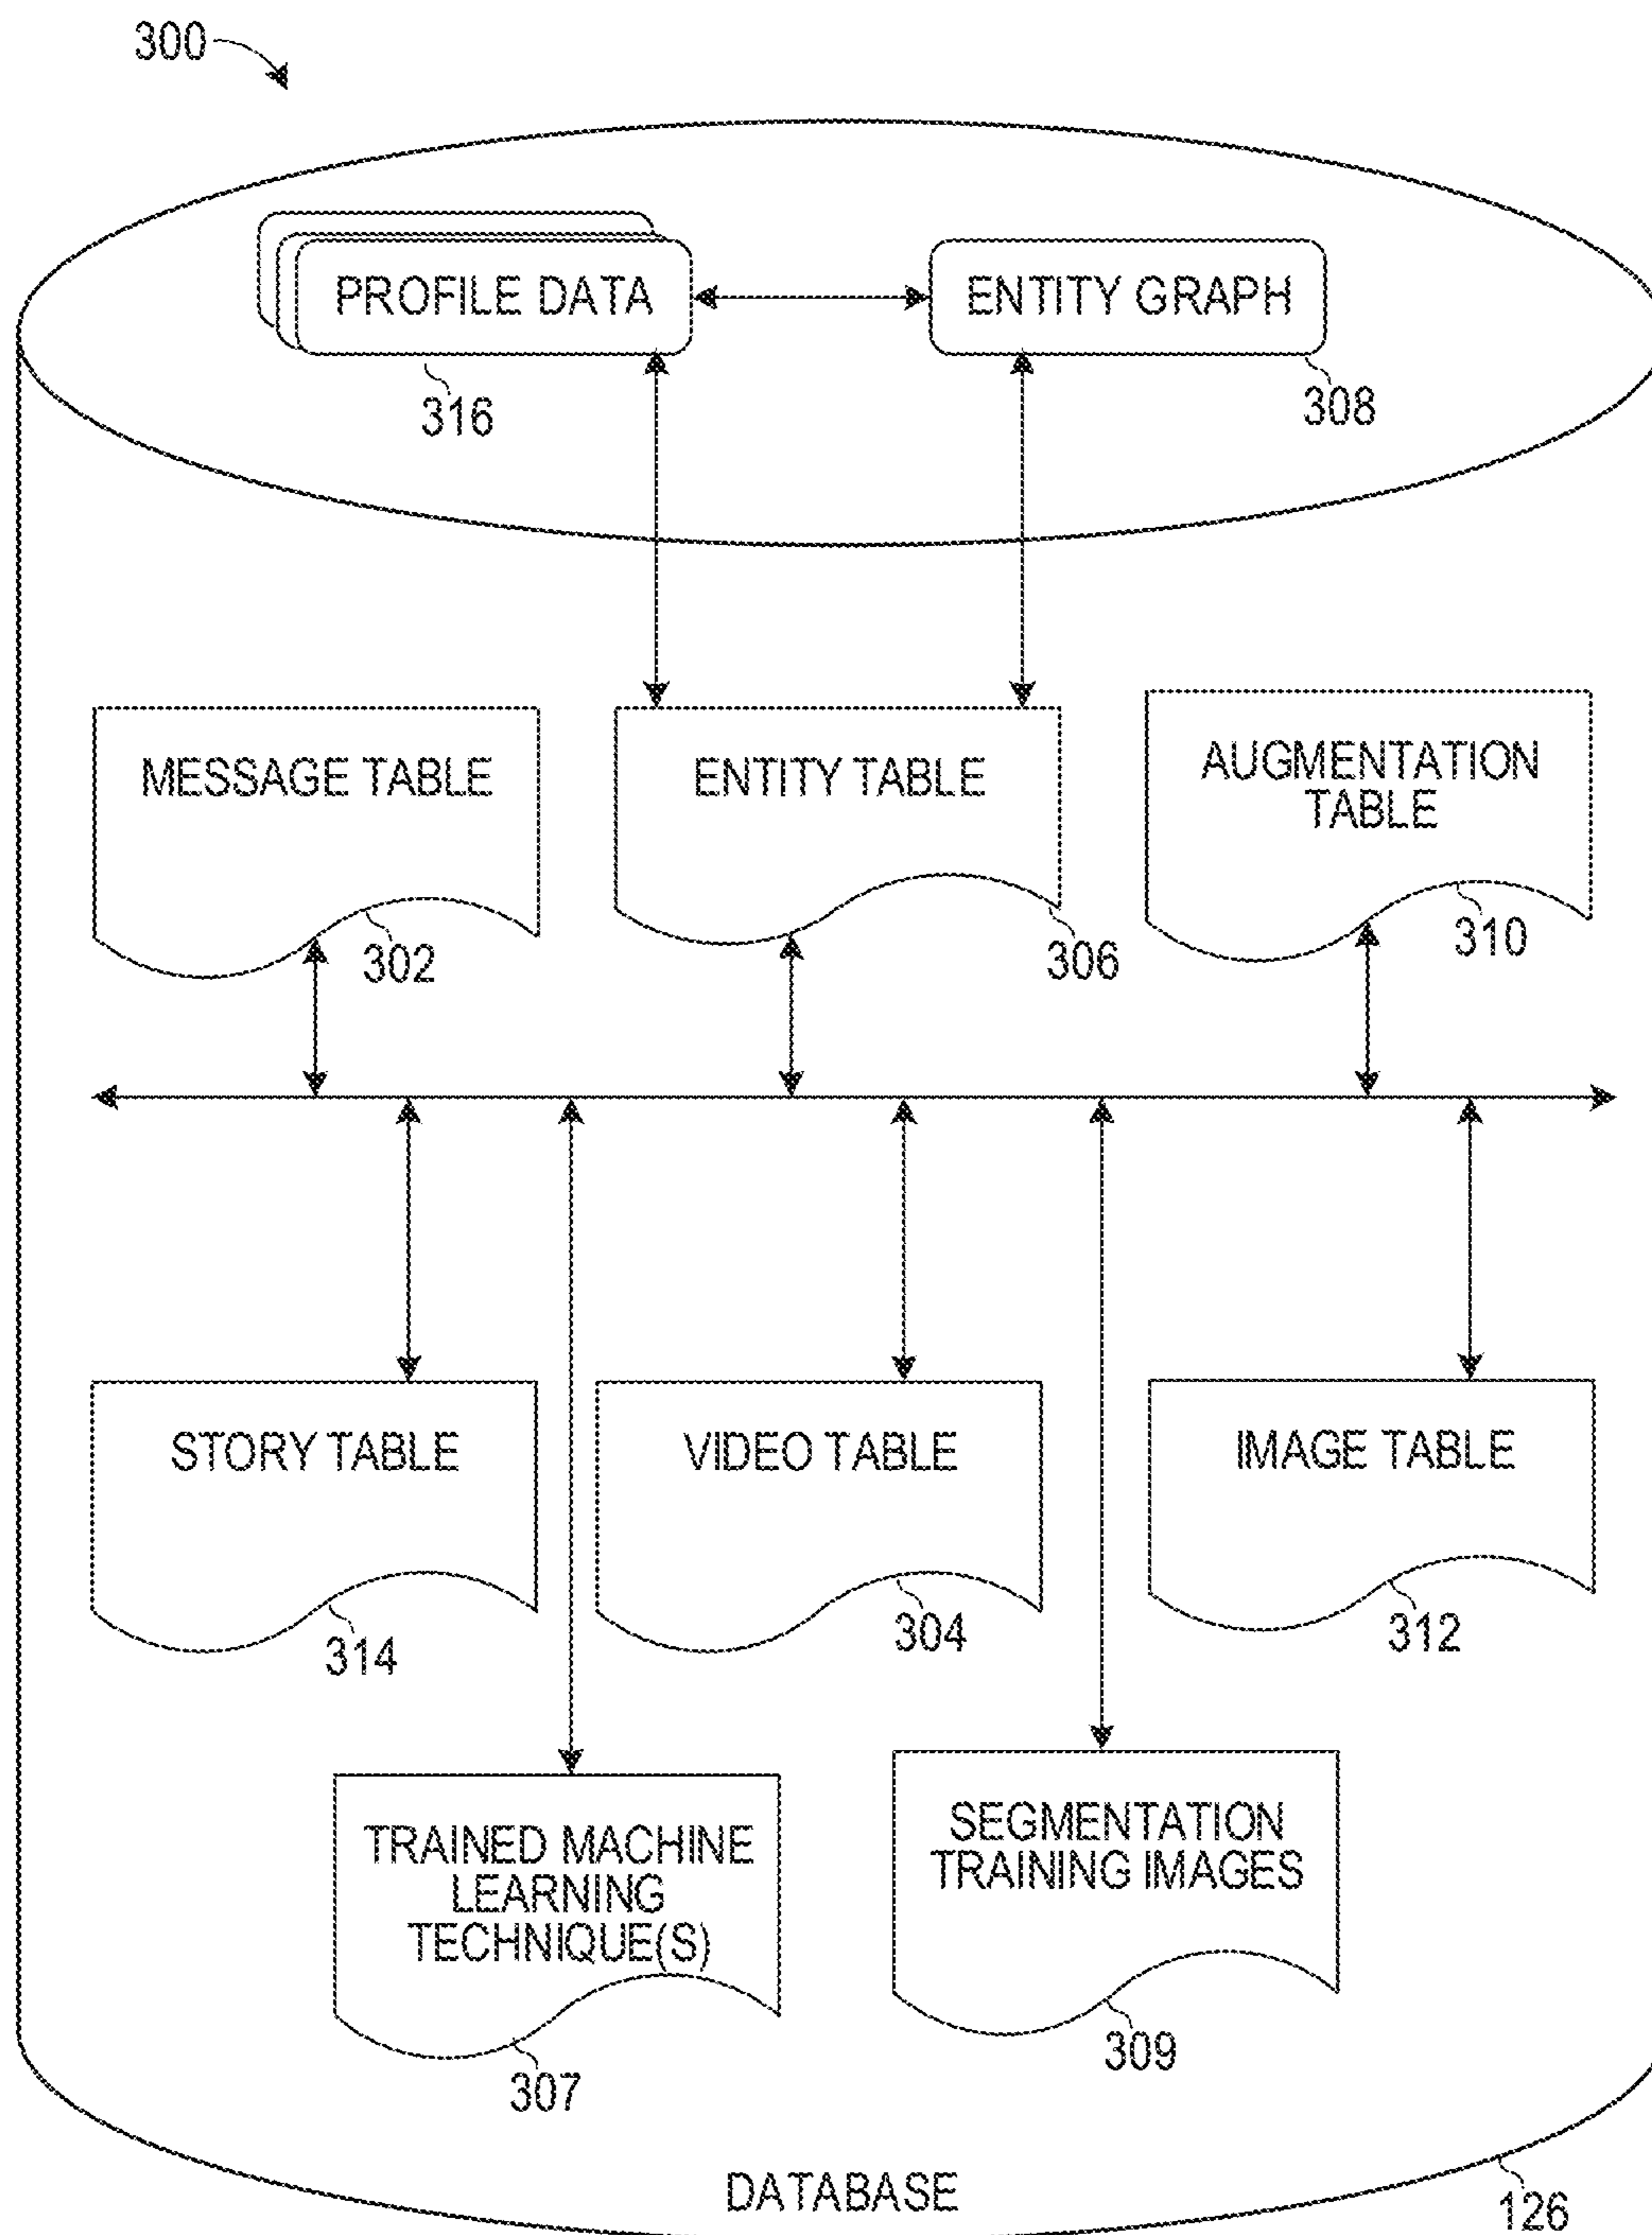 300
PROFILE DATA
ENTITY GRAPH
316
308
MESSAGE TABLE
ENTITY TABLE
AUGMENTATION
TABLE
302
306
310
STORY TABLE
VIDEO TABLE
IMAGE TABLE
314
304
312
TRAINED MACHINE
LEARNING
TECHNIQUE(S)
SEGMENTATION
TRAINING IMAGES
307
309
DATABASE
126